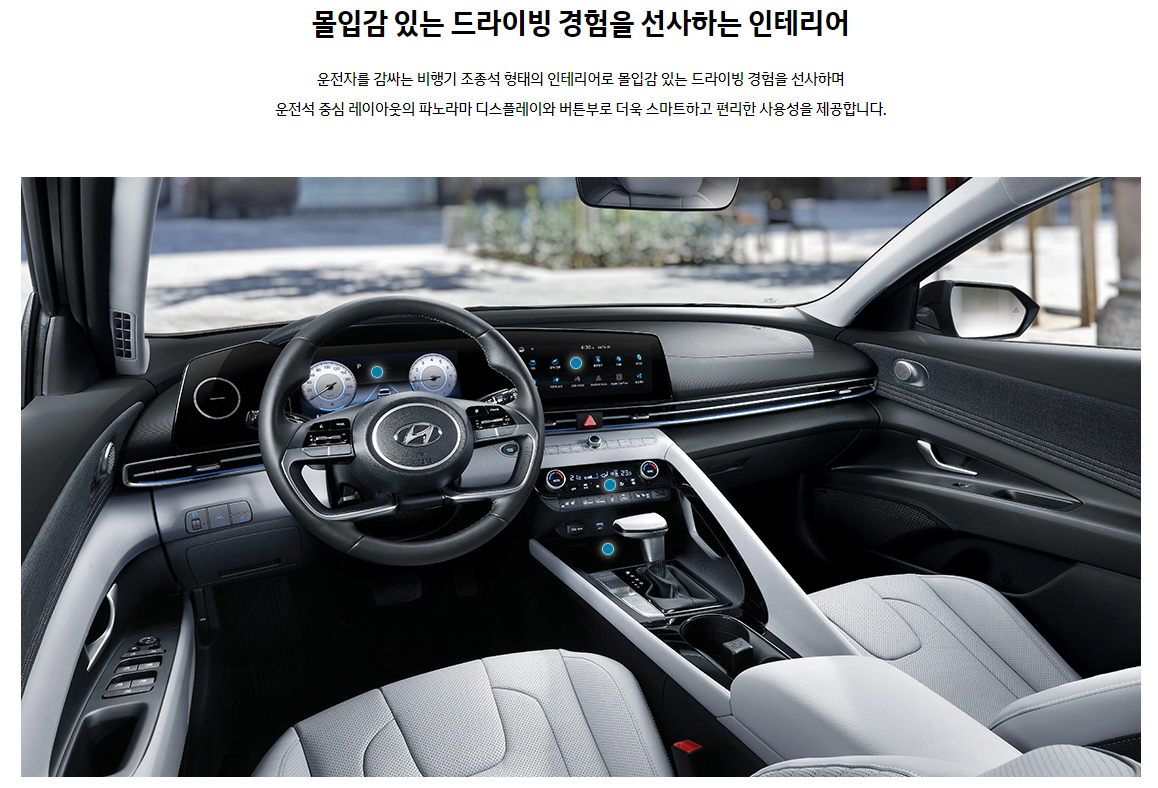 몰입감 있는 드라이빙 경험을 선사하는 인테리어
운전자를 감싸는 비행기 조종석 형태의 인테리어로 몰입감 있는 드라이빙 경험을 선사하며
운전석 중심 레이아웃의 파노라마 디스플레이와 버튼부로 더욱 스마트하고 편리한 사용성을 제공합니다.
P
4:30